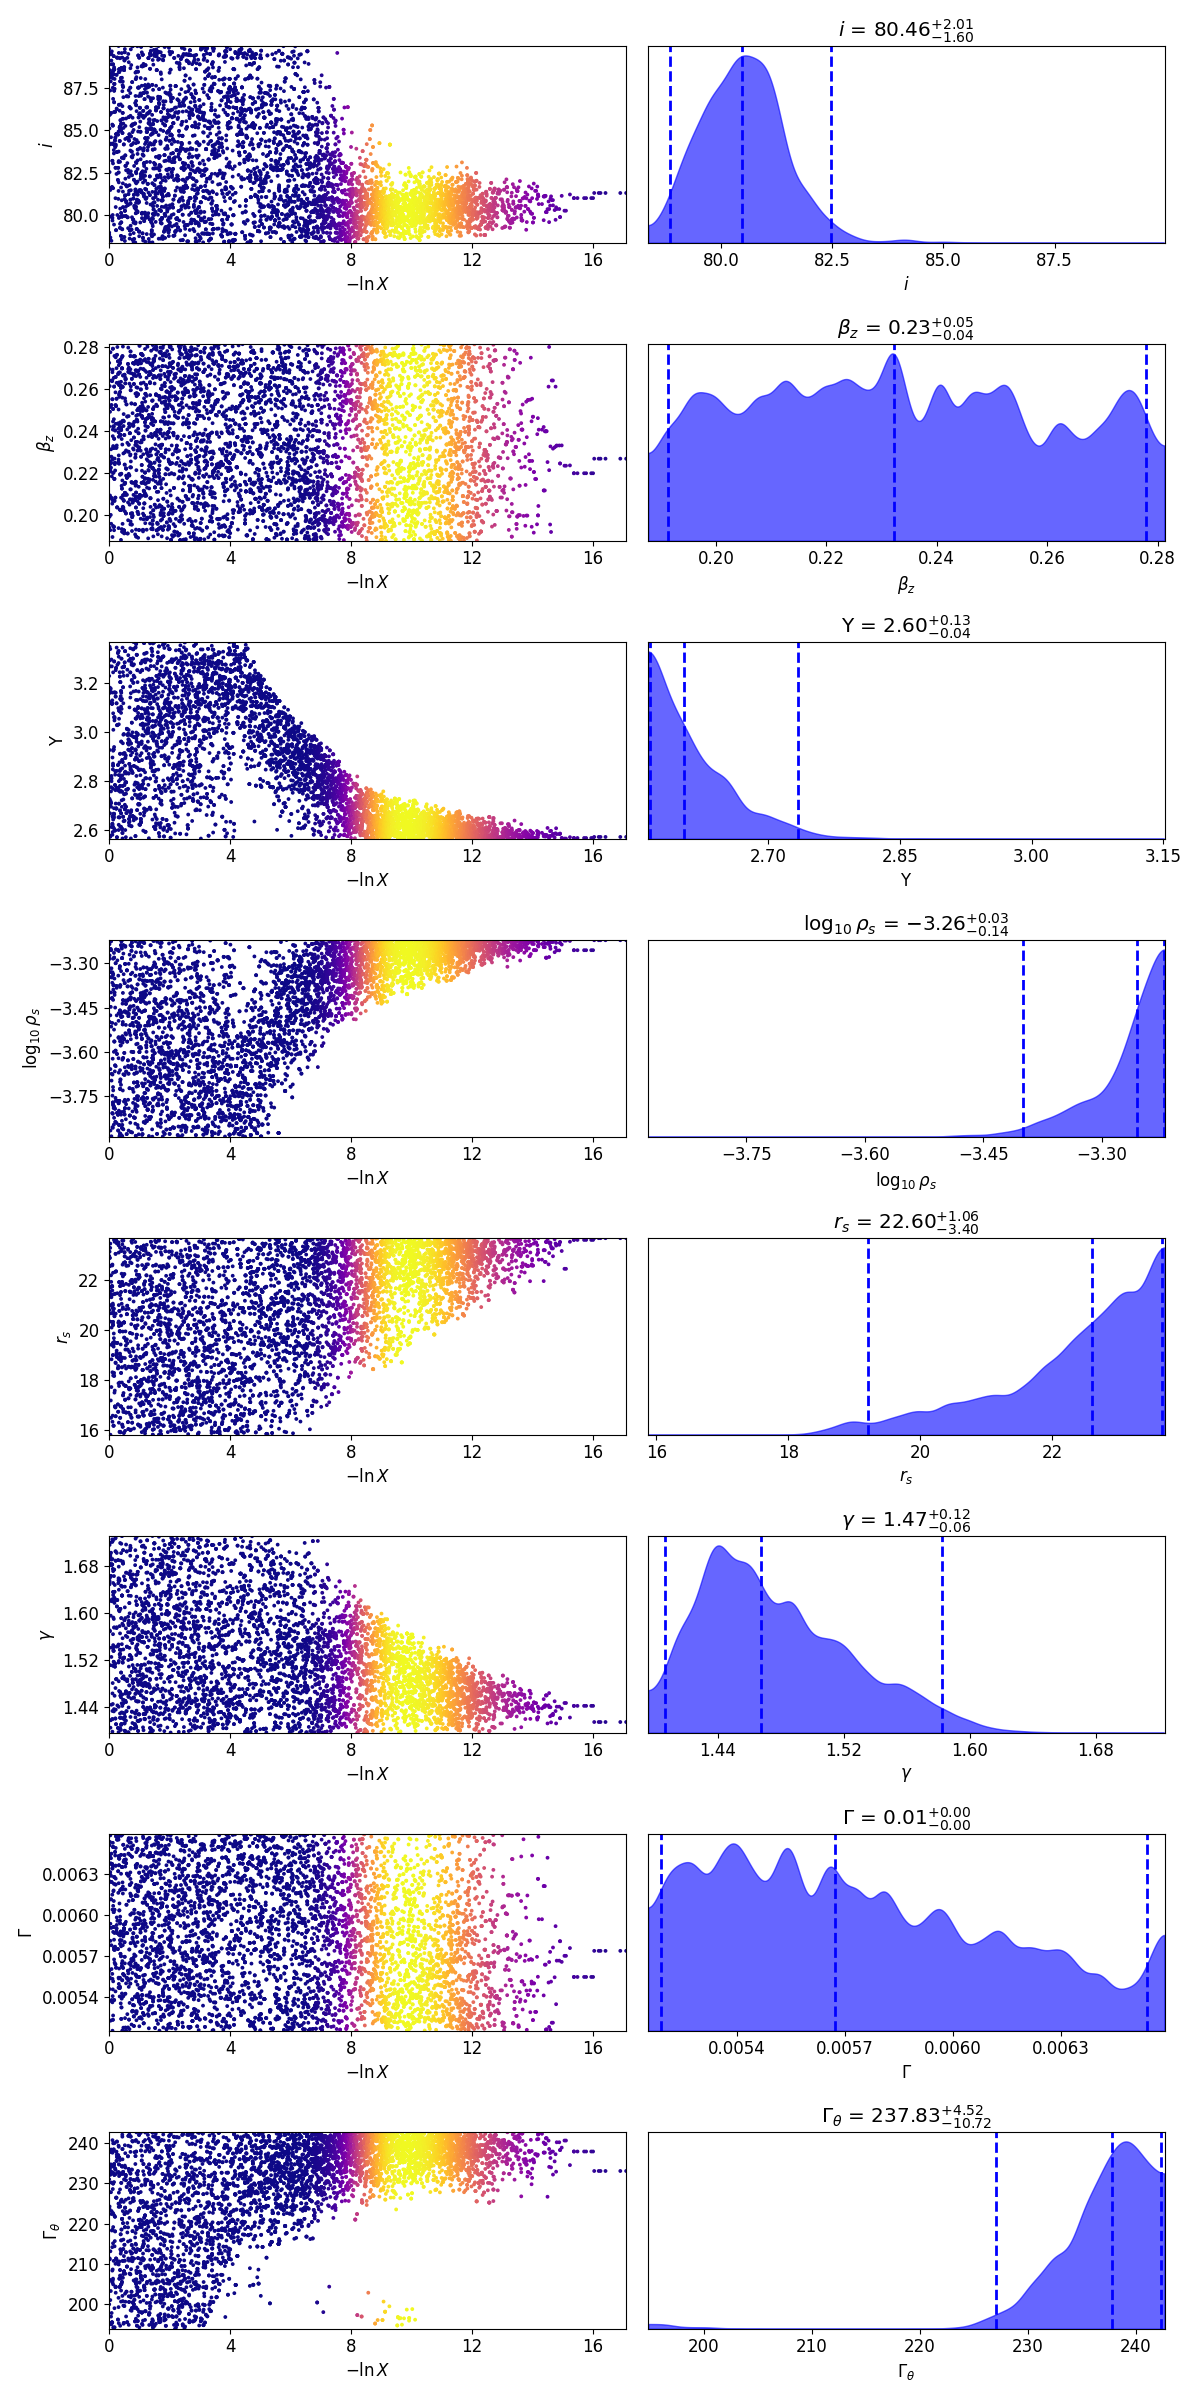 i = 80.46+2.01 −1.60
87.5
85.0
82.5
80.0
i
0 4 8 12 16
80.0 82.5 85.0 87.5
−ln X
i
βz = 0.23+0.05 −0.04
0.28
0.26
0.24
0.22
0.20
βz
0 4 8 12 16
0.20 0.22 0.24 0.26 0.28
−ln X
βz
Υ = 2.60+0.13 −0.04
3.2
3.0
2.8
2.6
Υ
0 4 8 12 16
2.70 2.85 3.00 3.15
−ln X
Υ
log10 ρs = −3.26+0.03 −0.14
−3.30
−3.45
−3.60
−3.75
log10 ρs
0 4 8 12 16
−3.75 −3.60 −3.45 −3.30
−ln X
log10 ρs
rs = 22.60+1.06 −3.40
22
20
18
16
rs
0 4 8 12 16
16 18 20 22
−ln X
rs
γ = 1.47+0.12 −0.06
1.68
1.60
1.52
1.44
γ
0 4 8 12 16
1.44 1.52 1.60 1.68
−ln X
γ
Γ = 0.01+0.00 −0.00
0.0063
0.0060
0.0057
0.0054
Γ
0 4 8 12 16
0.0054 0.0057 0.0060 0.0063
−ln X
Γ
Γθ = 237.83+4.52 −10.72
240
230
220
210
200
Γθ
0 4 8 12 16
200 210 220 230 240
−ln X
Γθ